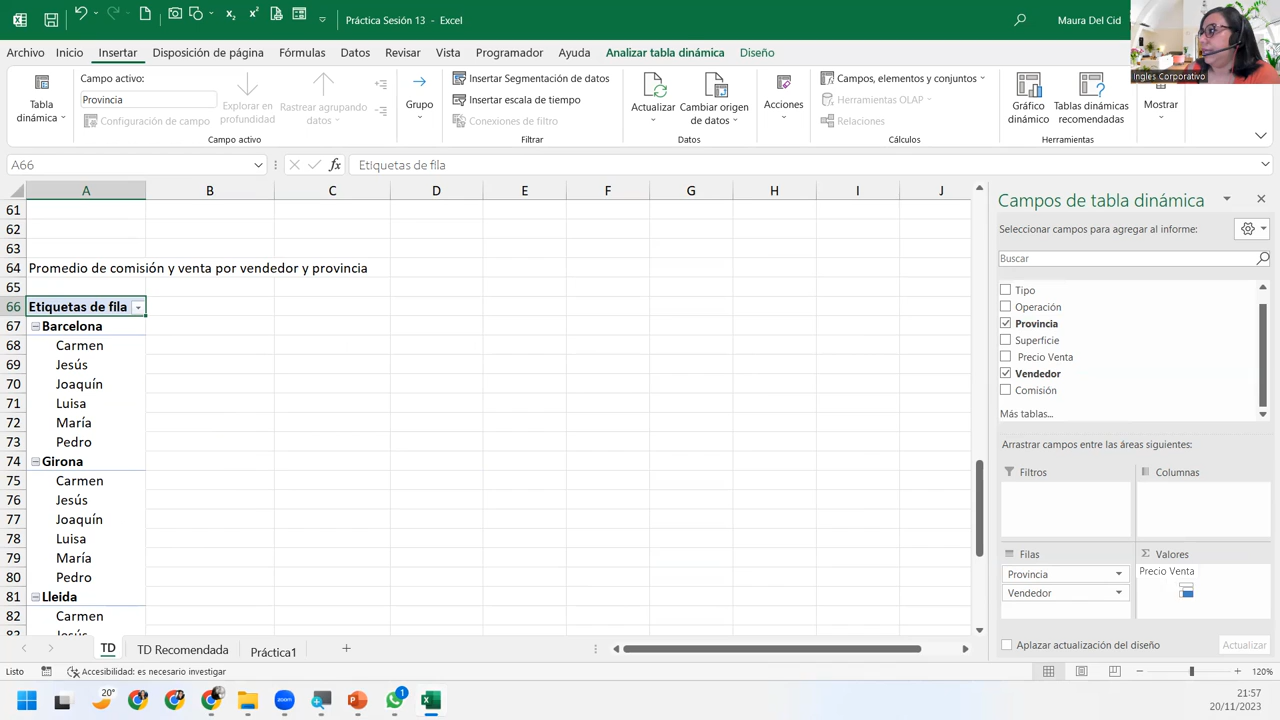 Práctica Sesión 13 - Excel
Maura Del Cid
Archivo Inicio Insertar Disposición de página Fórmulas Datos Revisar Vista Programador Ayuda Analizar tabla dinámica Diseño
Ingles Corporativo
Tabla dinámica
Campo activo:
Provincia
Configuración de campo
Explorar en profundidad
Rastrear agrupando datos
Campo activo
Grupo
Insertar Segmentación de datos
Insertar escala de tiempo
Conexiones de filtro
Filtrar
Actualizar
Cambiar origen de datos
Datos
Acciones
Campos, elementos y conjuntos
Herramientas OLAP
Relaciones
Cálculos
Gráfico dinámico
Tablas dinámicas recomendadas
Herramientas
Mostrar
A66
fx
Etiquetas de fila
A B C D E F G H I J
61
62
63
64 Promedio de comisión y venta por vendedor y provincia
65
66 Etiquetas de fila
67 Barcelona
68 Carmen
69 Jesús
70 Joaquín
71 Luisa
72 María
73 Pedro
74 Girona
75 Carmen
76 Jesús
77 Joaquín
78 Luisa
79 María
80 Pedro
81 Lleida
82 Carmen
83 Jesús
Campos de tabla dinámica
Seleccionar campos para agregar al informe:
Buscar
Tipo
Operación
Provincia
Superficie
Precio Venta
Vendedor
Comisión
Más tablas...
Arrastrar campos entre las áreas siguientes:
Filtros
Columnas
Filas
Σ Valores
Provincia
Vendedor
Precio Venta
Aplazar actualización del diseño
Actualizar
TD TD Recomendada Práctica1
Listo
Accesibilidad: es necesario investigar
120%
20°
zoom
1
21:57
20/11/2023